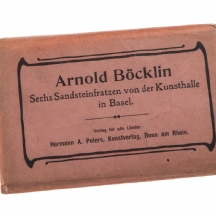 Arnold Böcklin
Sechs Sandsteinfratzen von der Kunsthalle
in Basel.
Verlag für alle Länder:
Hermann A. Peters, Kunstverlag, Bonn am Rhein.